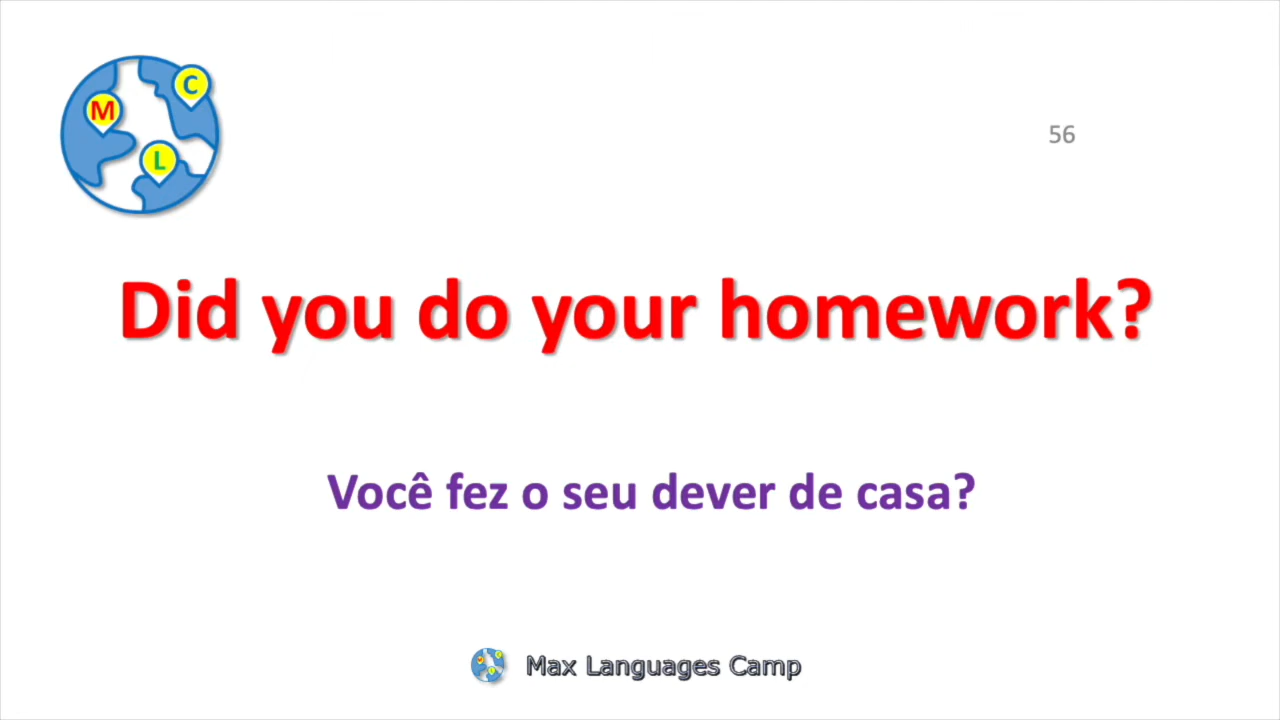 C
M
L
56
Did you do your homework?
Você fez o seu dever de casa?
Max Languages Camp